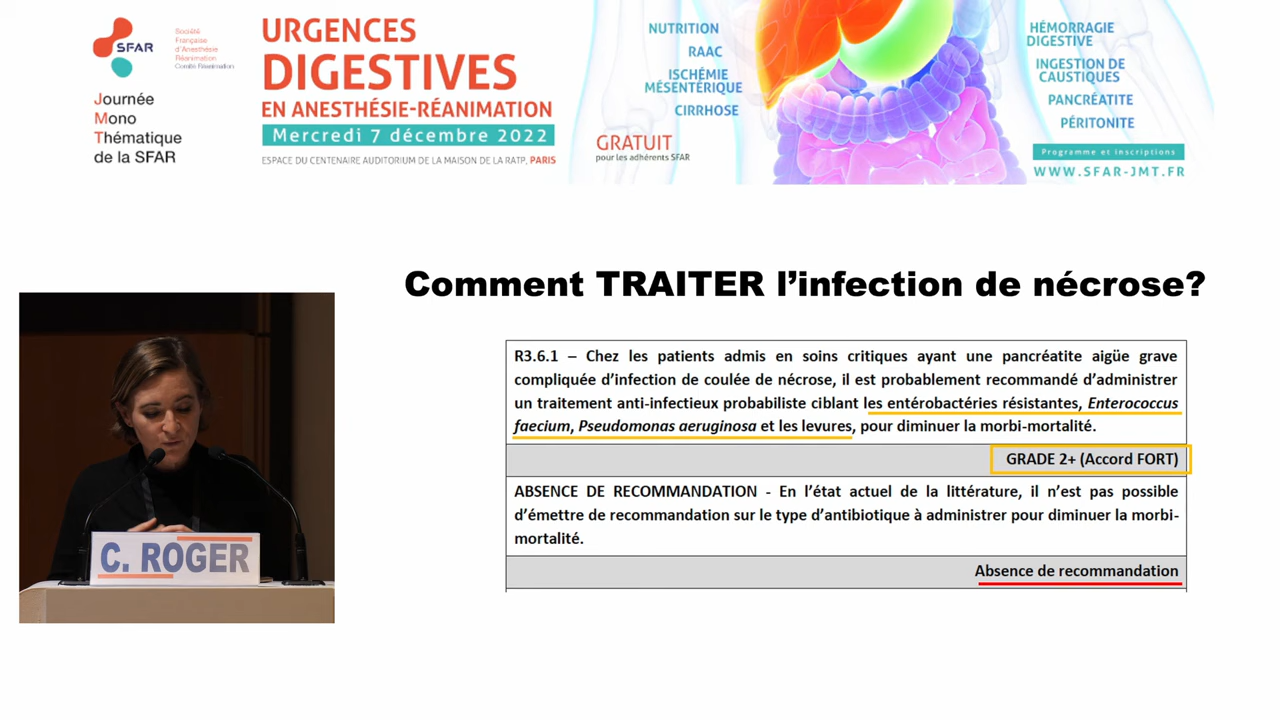 SFAR
Société
Française
d'Anesthésie
Réanimation
Comité Réanimation
Journée
Mono
Thématique
de la SFAR
URGENCES
DIGESTIVES
EN ANESTHÉSIE-RÉANIMATION
Mercredi 7 décembre 2022
ESPACE DU CENTENAIRE AUDITORIUM DE LA MAISON DE LA RATP, PARIS
NUTRITION
RAAC
ISCHÉMIE
MÉSENTÉRIQUE
CIRRHOSE
GRATUIT
pour les adhérents SFAR
HÉMORRAGIE
DIGESTIVE
INGESTION DE
CAUSTIQUES
PANCRÉATITE
PÉRITONITE
Programme et inscriptions
WWW.SFAR-JMT.FR
Comment TRAITER l'infection de nécrose?
R3.6.1 – Chez les patients admis en soins critiques ayant une pancréatite aigüe grave
compliquée d'infection de coulée de nécrose, il est probablement recommandé d'administrer
un traitement anti-infectieux probabiliste ciblant les entérobactéries résistantes, Enterococcus
faecium, Pseudomonas aeruginosa et les levures, pour diminuer la morbi-mortalité.
GRADE 2+ (Accord FORT)
ABSENCE DE RECOMMANDATION - En l'état actuel de la littérature, il n'est pas possible
d'émettre de recommandation sur le type d'antibiotique à administrer pour diminuer la morbi-
mortalité.
Absence de recommandation
C. ROGER